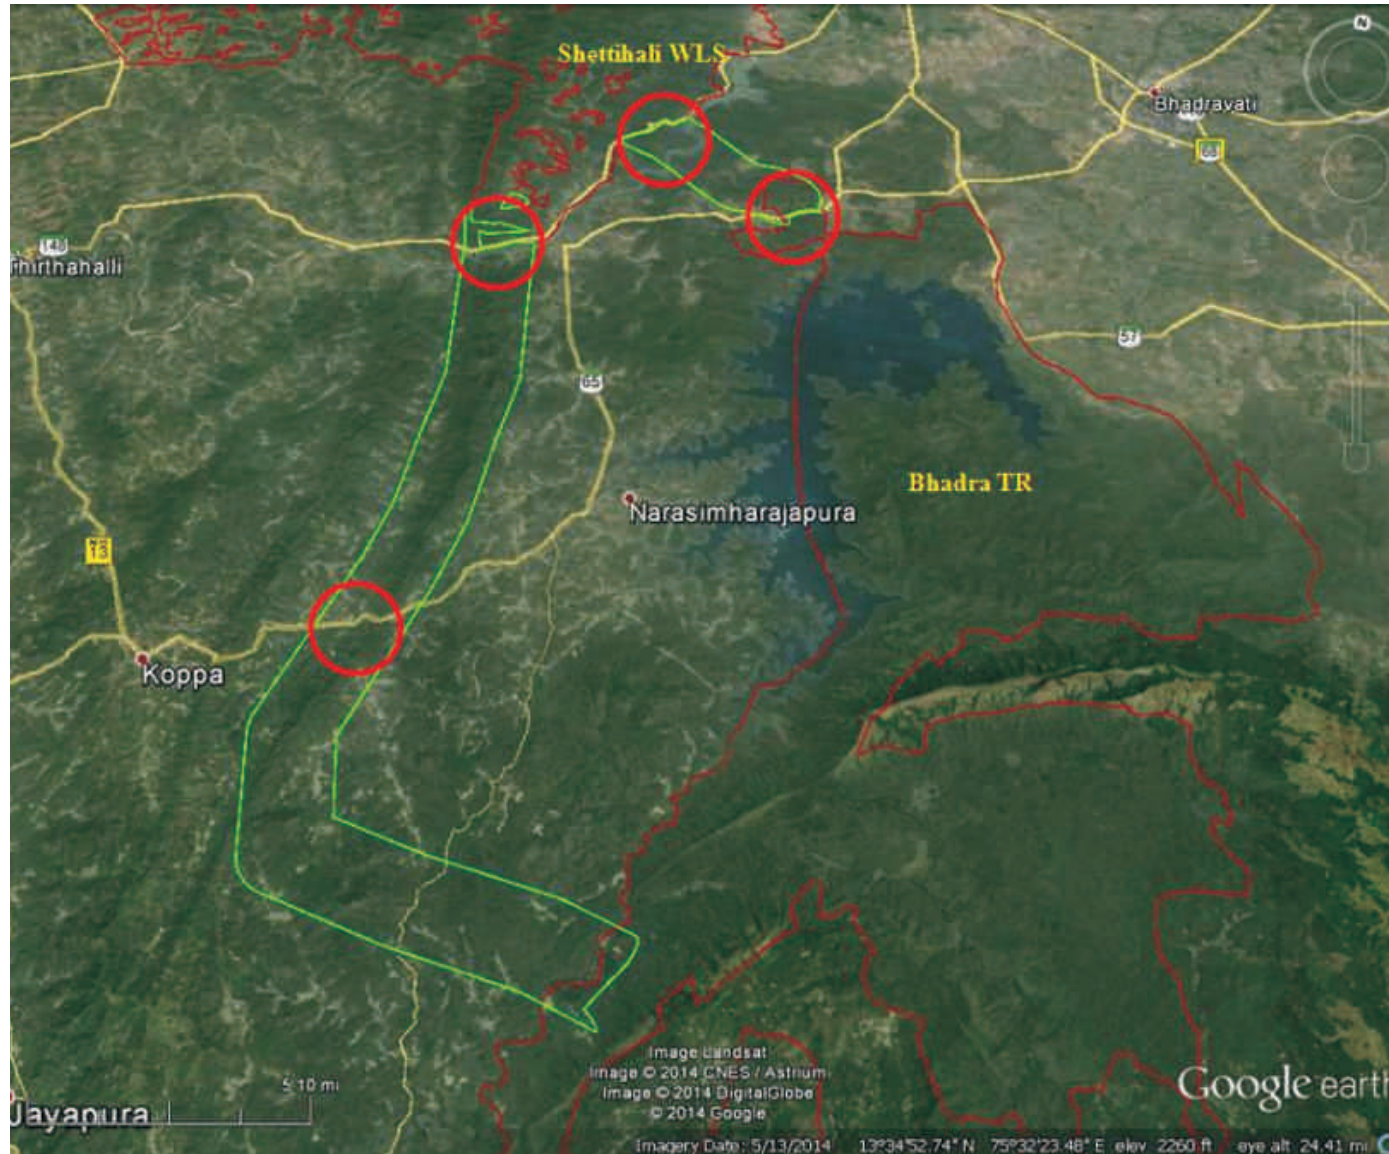 N
Shettihali WLS
Bhadravati
68
148
Thirthahalli
57
65
Bhadra TR
Narasimharajapura
13
Koppa
5.10 mi
Jayapura
Image Landsat
Image © 2014 CNES / Astrium
Image © 2014 DigitalGlobe
© 2014 Google
Google earth
Imagery Date: 5/13/2014 13°34'52.74" N 75°32'23.48" E elev 2260 ft eye alt 24.41 mi